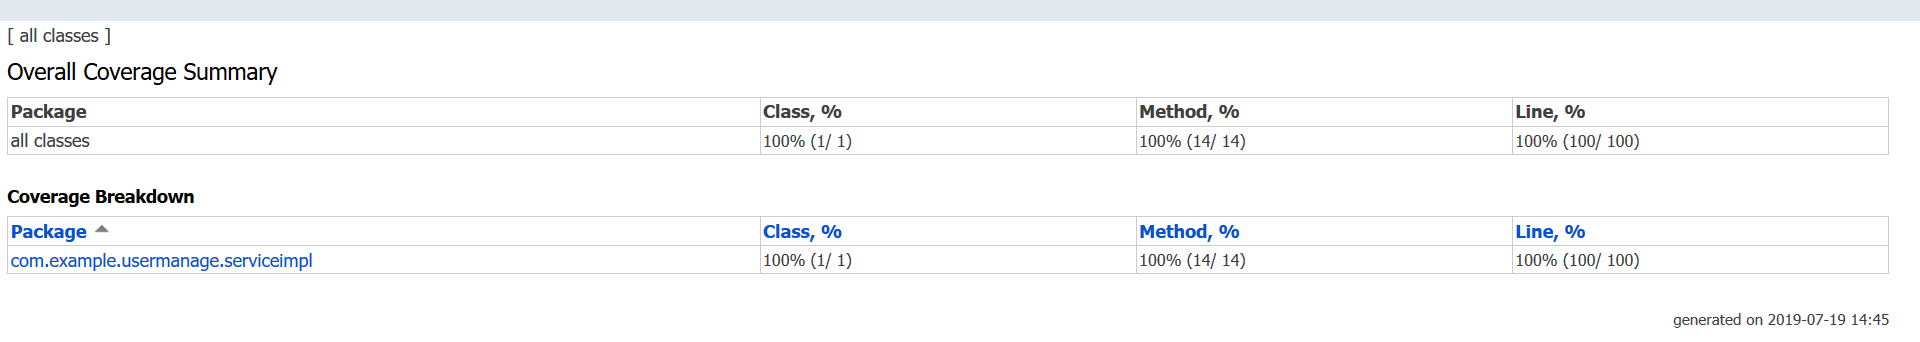 [ all classes ]
Overall Coverage Summary
Package Class, % Method, % Line, %
all classes 100% (1/ 1) 100% (14/ 14) 100% (100/ 100)
Coverage Breakdown
Package Class, % Method, % Line, %
com.example.usermanage.serviceimpl 100% (1/ 1) 100% (14/ 14) 100% (100/ 100)
generated on 2019-07-19 14:45